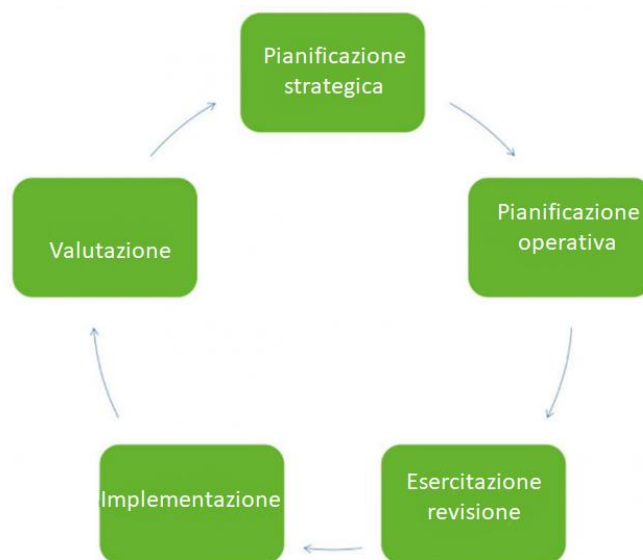 Pianificazione
strategica
Pianificazione
operativa
Esercitazione
revisione
Implementazione
Valutazione